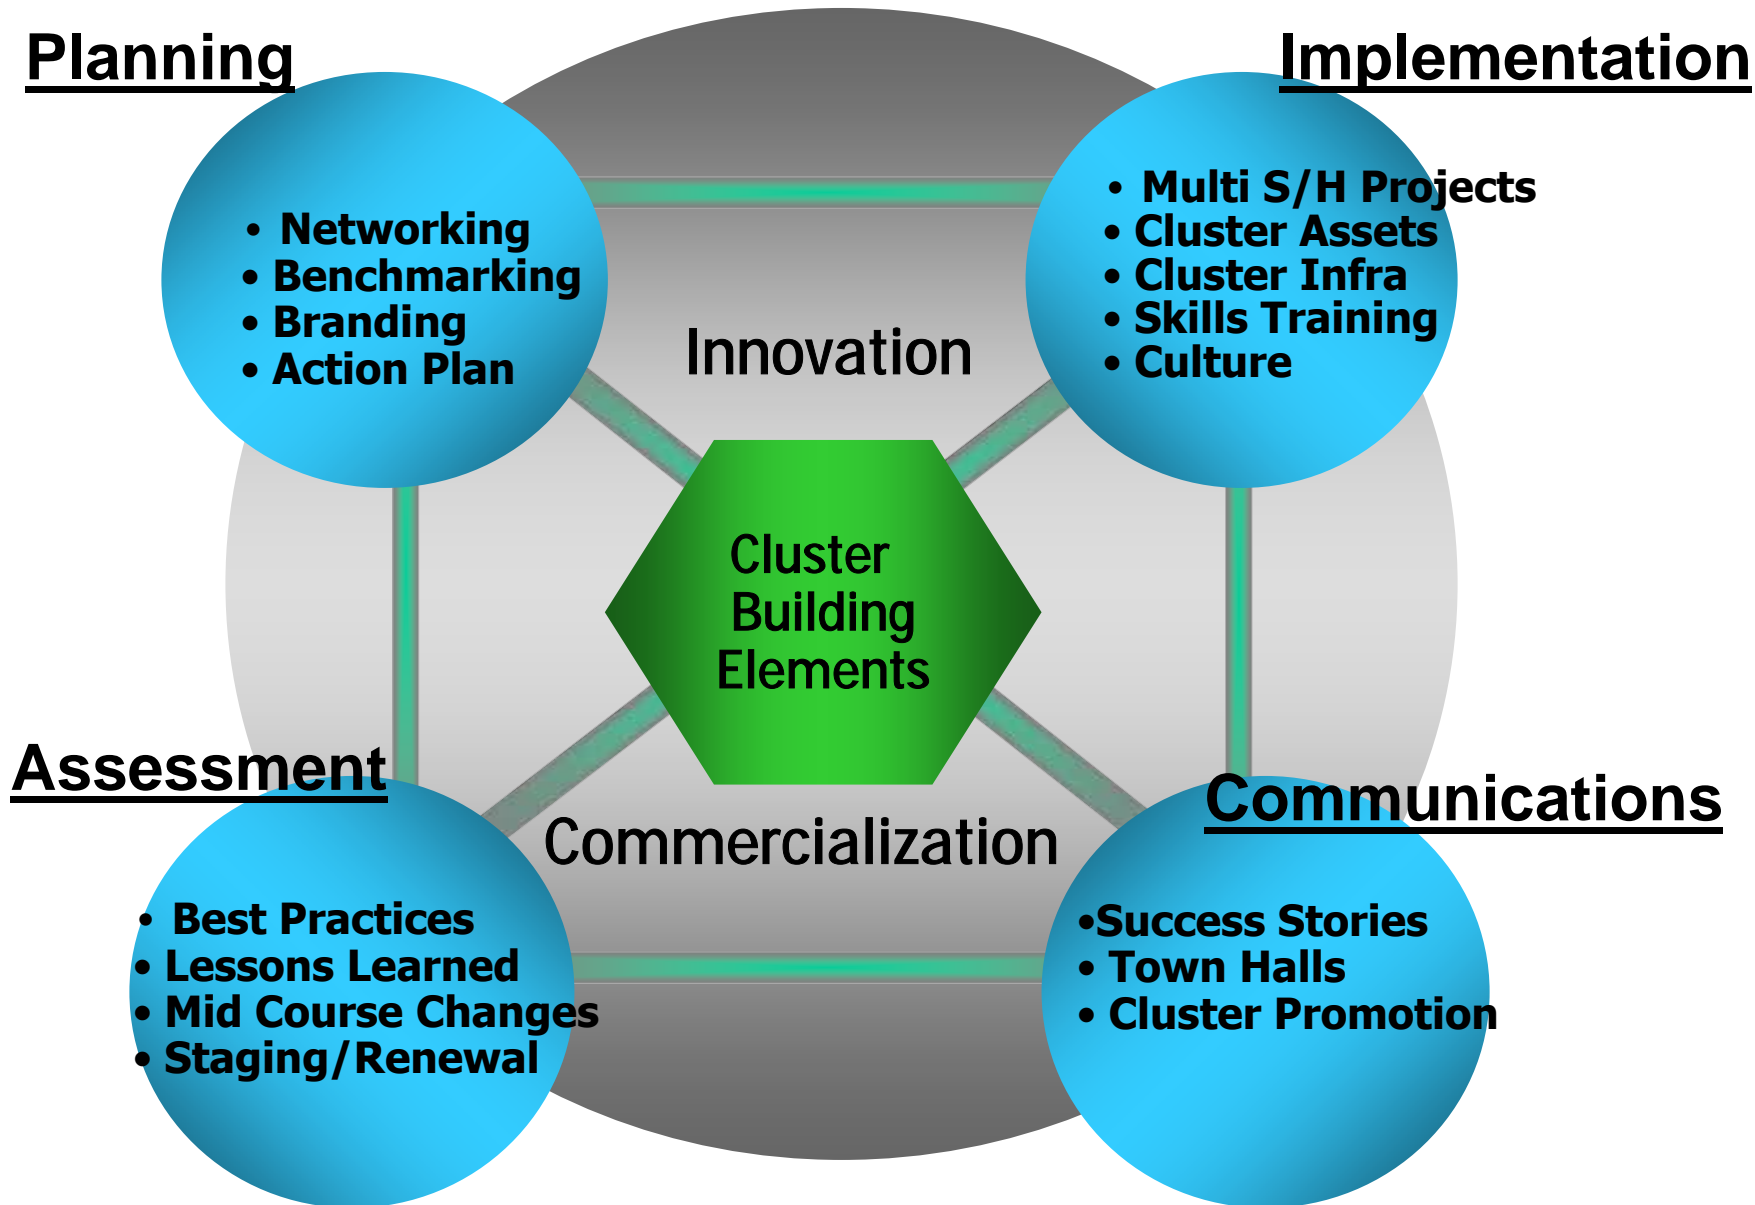 Planning
• Networking
• Benchmarking
• Branding
• Action Plan
Implementation
• Multi S/H Projects
• Cluster Assets
• Cluster Infra
• Skills Training
• Culture
Innovation
Cluster
Building
Elements
Commercialization
Assessment
• Best Practices
• Lessons Learned
• Mid Course Changes
• Staging/Renewal
Communications
•Success Stories
• Town Halls
• Cluster Promotion